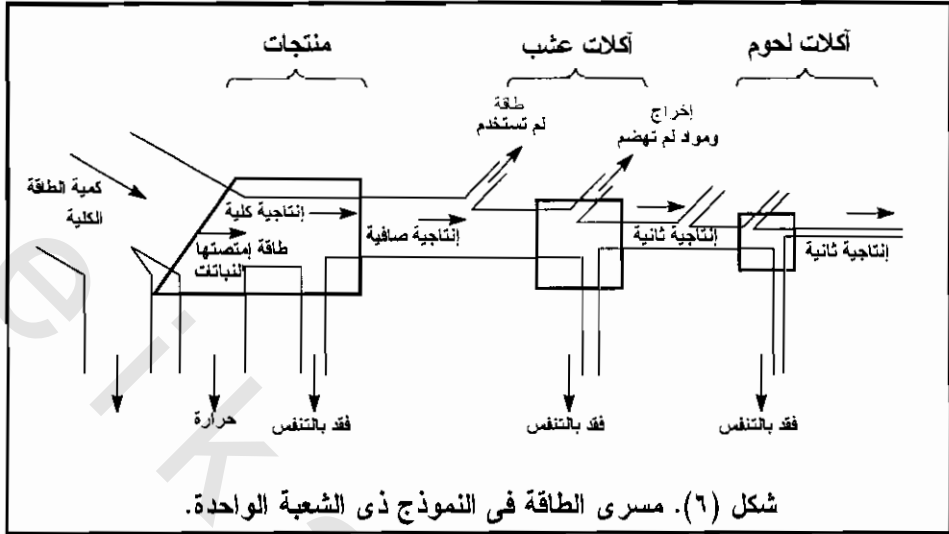 آكلات لحوم
آكلات عشب
منتجات
طاقة
لم تستخدم
إخراج
ومواد لم تهضم
كمية الطاقة
الكلية
إنتاجية كلية
طاقة إمتصتها
النباتات
إنتاجية صافية
إنتاجية ثانية
إنتاجية ثانية
حرارة
فقد بالتنفس
فقد بالتنفس
فقد بالتنفس
شكل (٦). مسرى الطاقة فى النموذج ذى الشعبة الواحدة.